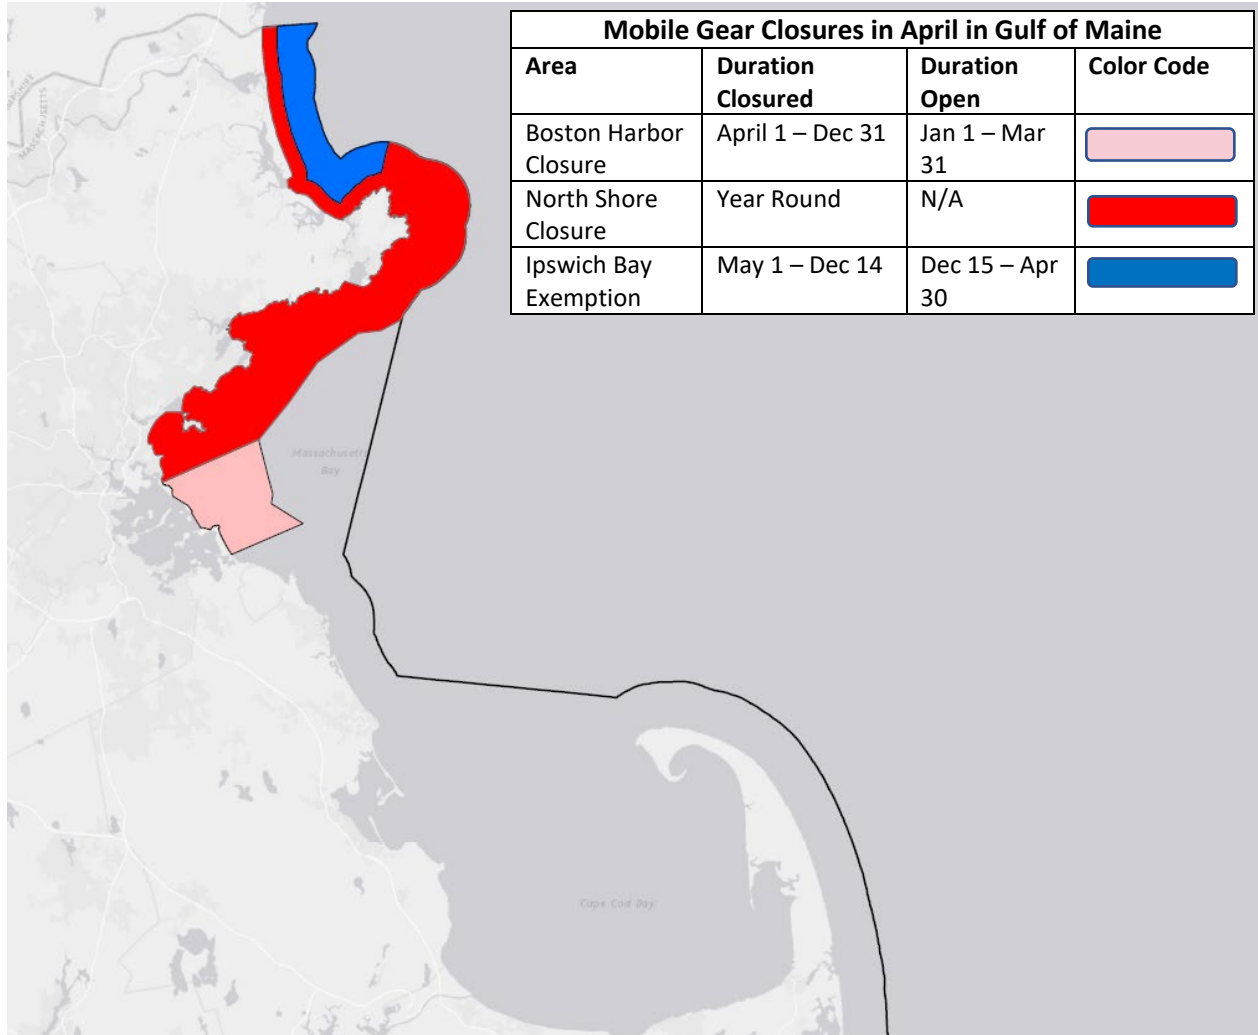 Mobile Gear Closures in April in Gulf of Maine
Area
Duration
Closured
Duration
Open
Color Code
Boston Harbor
Closure
April 1 – Dec 31
Jan 1 – Mar
31
North Shore
Closure
Year Round
N/A
Ipswich Bay
Exemption
May 1 – Dec 14
Dec 15 – Apr
30
MASSACHUSETTS
Massachusetts
Bay
Cape Cod Bay